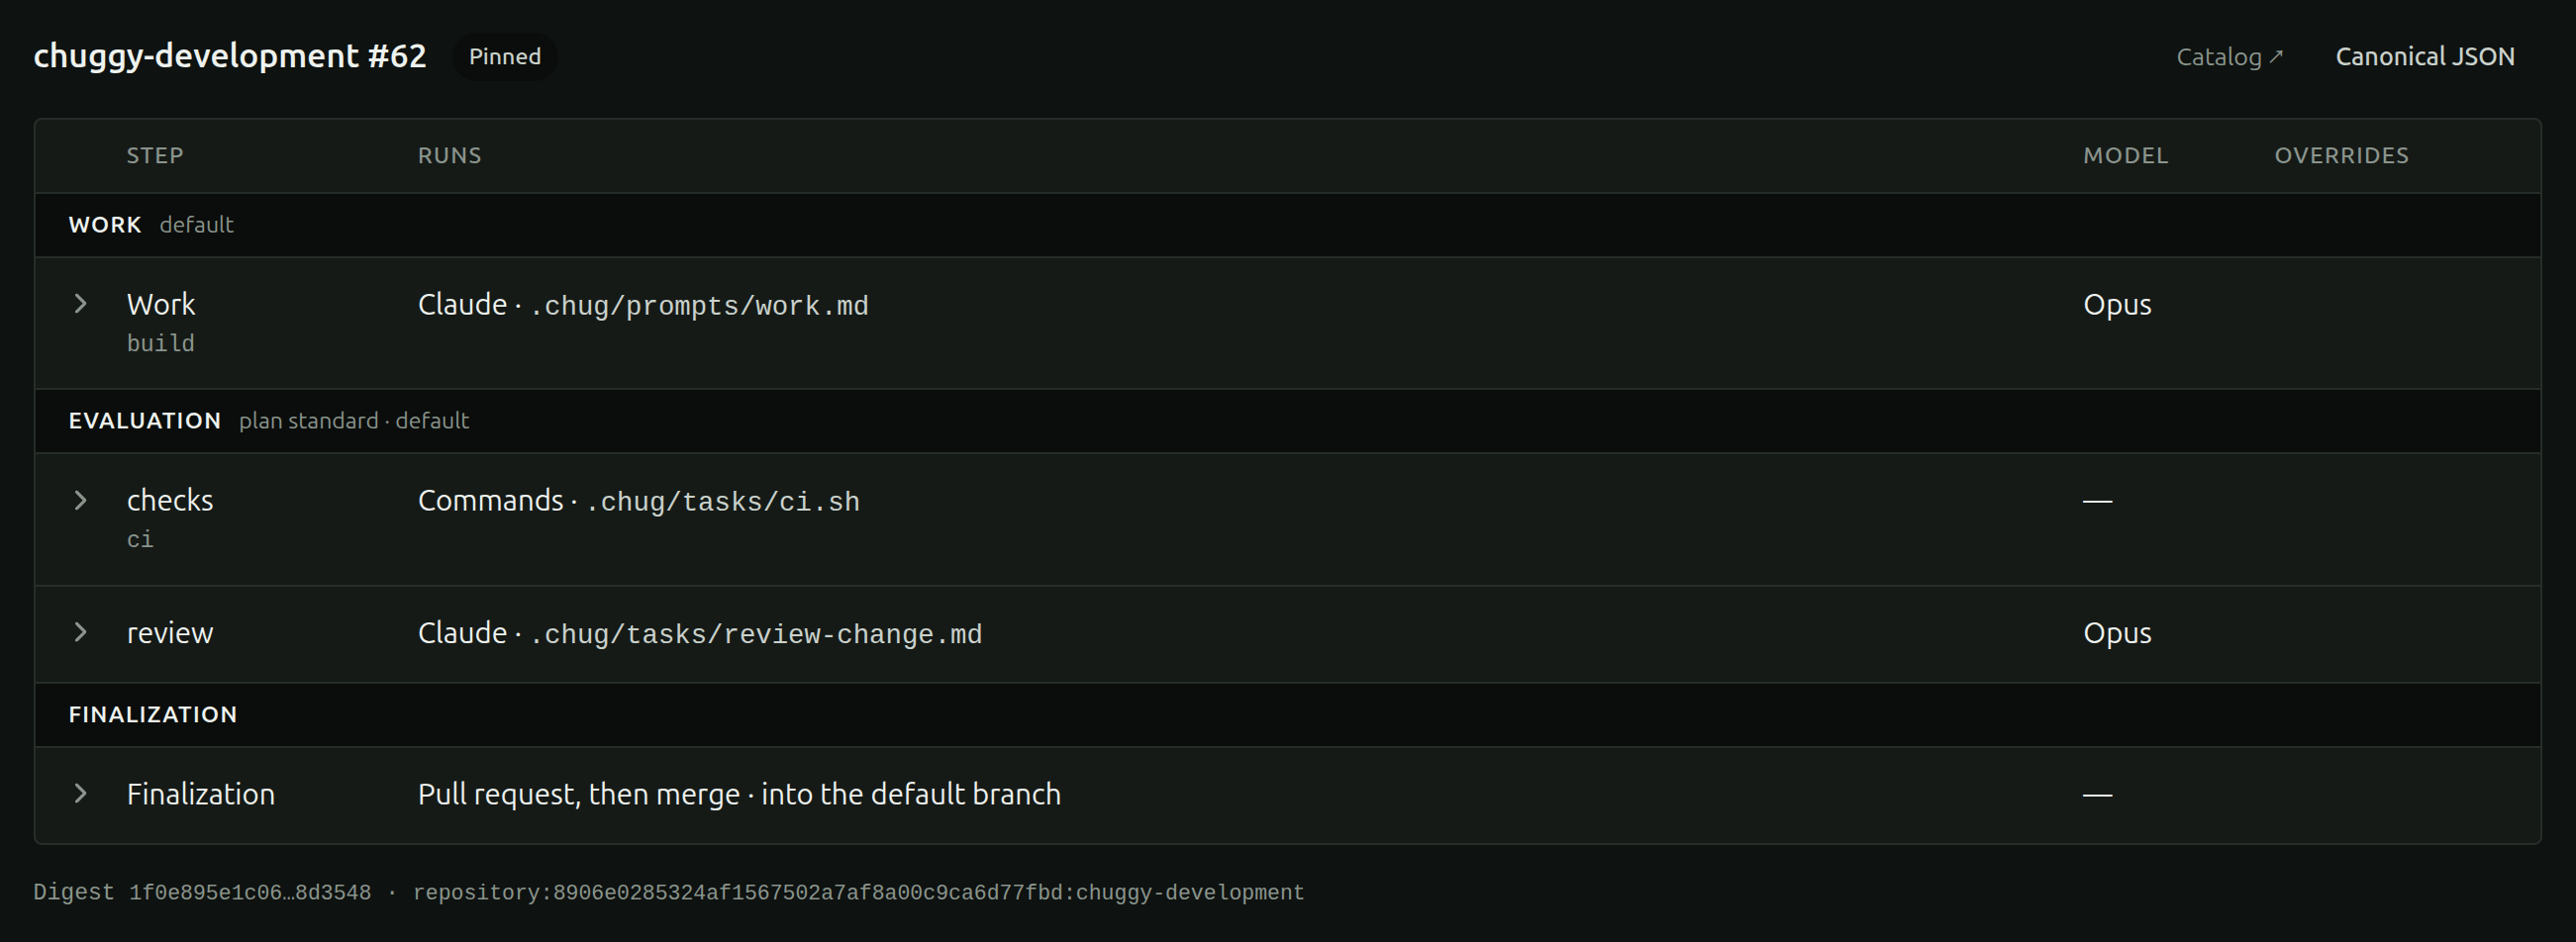 chuggy-development #62 Pinned Catalog ↗ Canonical JSON
STEP RUNS MODEL OVERRIDES
WORK default
Work Claude · .chug/prompts/work.md Opus
build
EVALUATION plan standard · default
checks Commands · .chug/tasks/ci.sh —
ci
review Claude · .chug/tasks/review-change.md Opus
FINALIZATION
Finalization Pull request, then merge · into the default branch —
Digest 1f0e895e1c06…8d3548 · repository:8906e0285324af1567502a7af8a00c9ca6d77fbd:chuggy-development